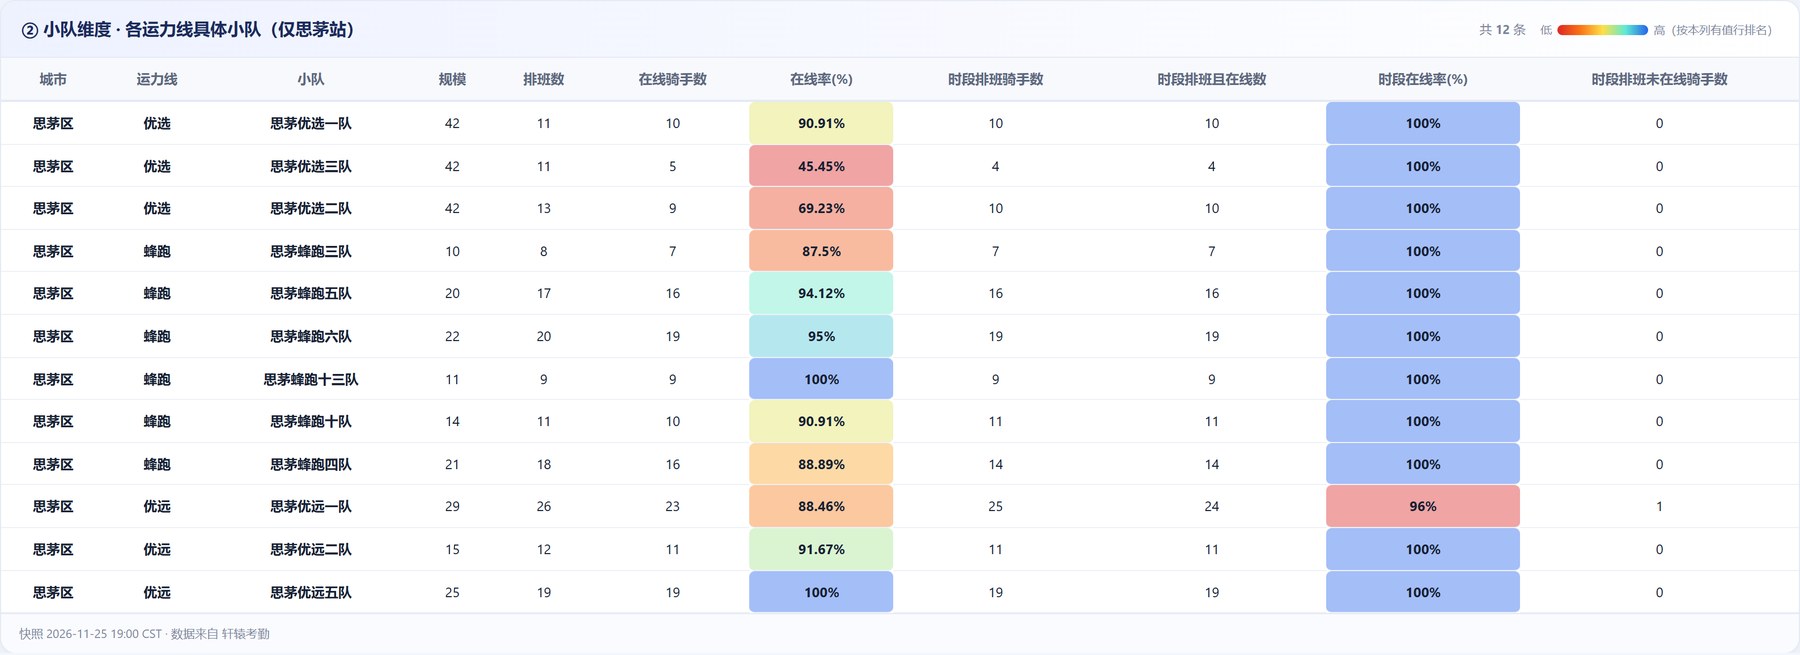 ② 小队维度 · 各运力线具体小队（仅思茅站）
共 12 条 低 高 (按本列有值行排名)
城市 运力线 小队 规模 排班数 在线骑手数 在线率(%) 时段排班骑手数 时段排班且在线数 时段在线率(%) 时段排班未在线骑手数
思茅区 优选 思茅优选一队 42 11 10 90.91% 10 10 100% 0
思茅区 优选 思茅优选三队 42 11 5 45.45% 4 4 100% 0
思茅区 优选 思茅优选二队 42 13 9 69.23% 10 10 100% 0
思茅区 蜂跑 思茅蜂跑三队 10 8 7 87.5% 7 7 100% 0
思茅区 蜂跑 思茅蜂跑五队 20 17 16 94.12% 16 16 100% 0
思茅区 蜂跑 思茅蜂跑六队 22 20 19 95% 19 19 100% 0
思茅区 蜂跑 思茅蜂跑十三队 11 9 9 100% 9 9 100% 0
思茅区 蜂跑 思茅蜂跑十队 14 11 10 90.91% 11 11 100% 0
思茅区 蜂跑 思茅蜂跑四队 21 18 16 88.89% 14 14 100% 0
思茅区 优远 思茅优远一队 29 26 23 88.46% 25 24 96% 1
思茅区 优远 思茅优远二队 15 12 11 91.67% 11 11 100% 0
思茅区 优远 思茅优远五队 25 19 19 100% 19 19 100% 0
快照 2026-11-25 19:00 CST · 数据来自 轩辕考勤